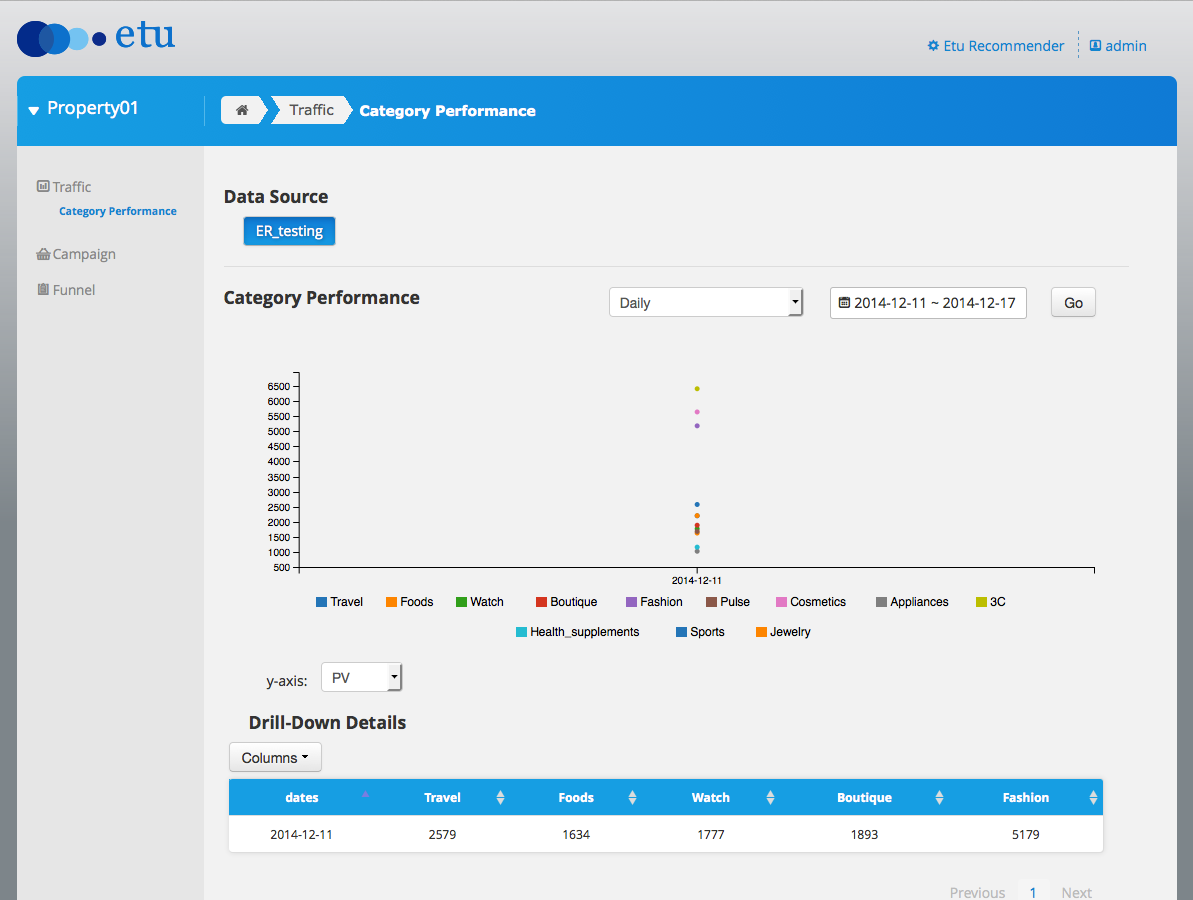 etu
Etu Recommender admin
Property01 Traffic Category Performance
Traffic
Category Performance
Campaign
Funnel
Data Source
ER_testing
Category Performance Daily 2014-12-11 ~ 2014-12-17 Go
6500
6000
5500
5000
4500
4000
3500
3000
2500
2000
1500
1000
500
2014-12-11
Travel Foods Watch Boutique Fashion Pulse Cosmetics Appliances 3C
Health_supplements Sports Jewelry
y-axis: PV
Drill-Down Details
Columns
dates Travel Foods Watch Boutique Fashion
2014-12-11 2579 1634 1777 1893 5179
Previous 1 Next